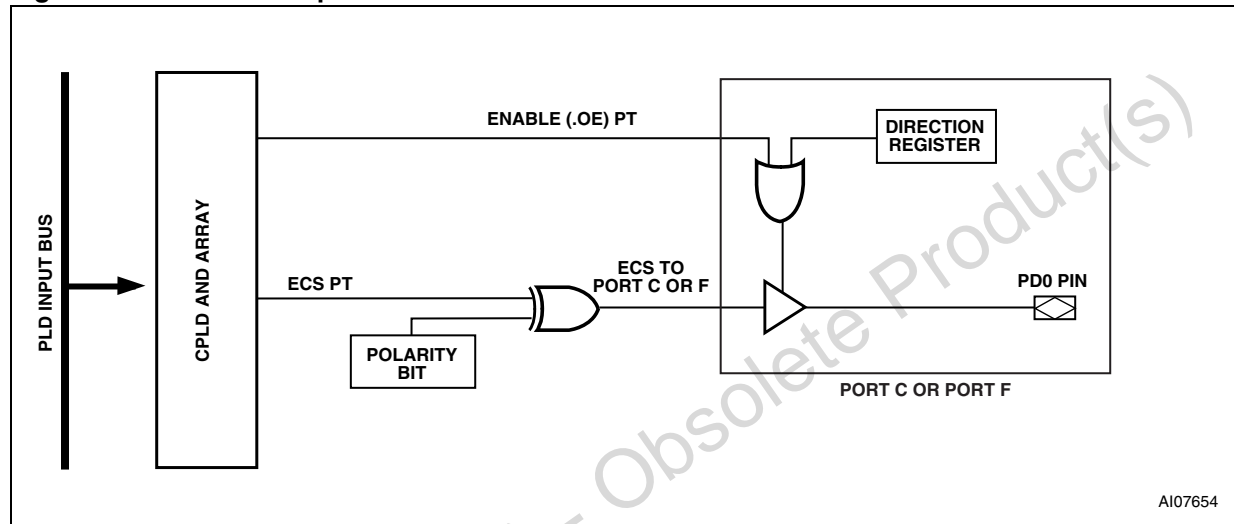 ENABLE (.OE) PT
DIRECTION
REGISTER
PLD INPUT BUS
CPLD AND ARRAY
ECS PT
ECS TO
PORT C OR F
PD0 PIN
POLARITY
BIT
PORT C OR PORT F
Obsolete Product(s)
AI07654